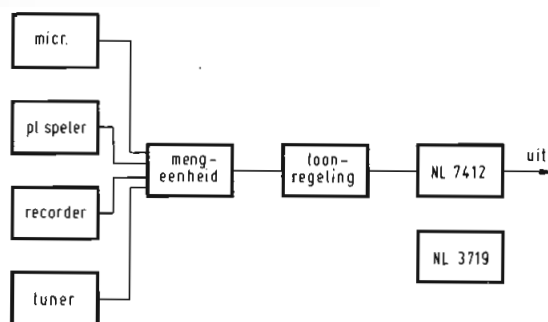 micr.
pl speler
recorder
tuner
meng-
eenheid
toon-
regeling
NL 7412
uit
NL 3719